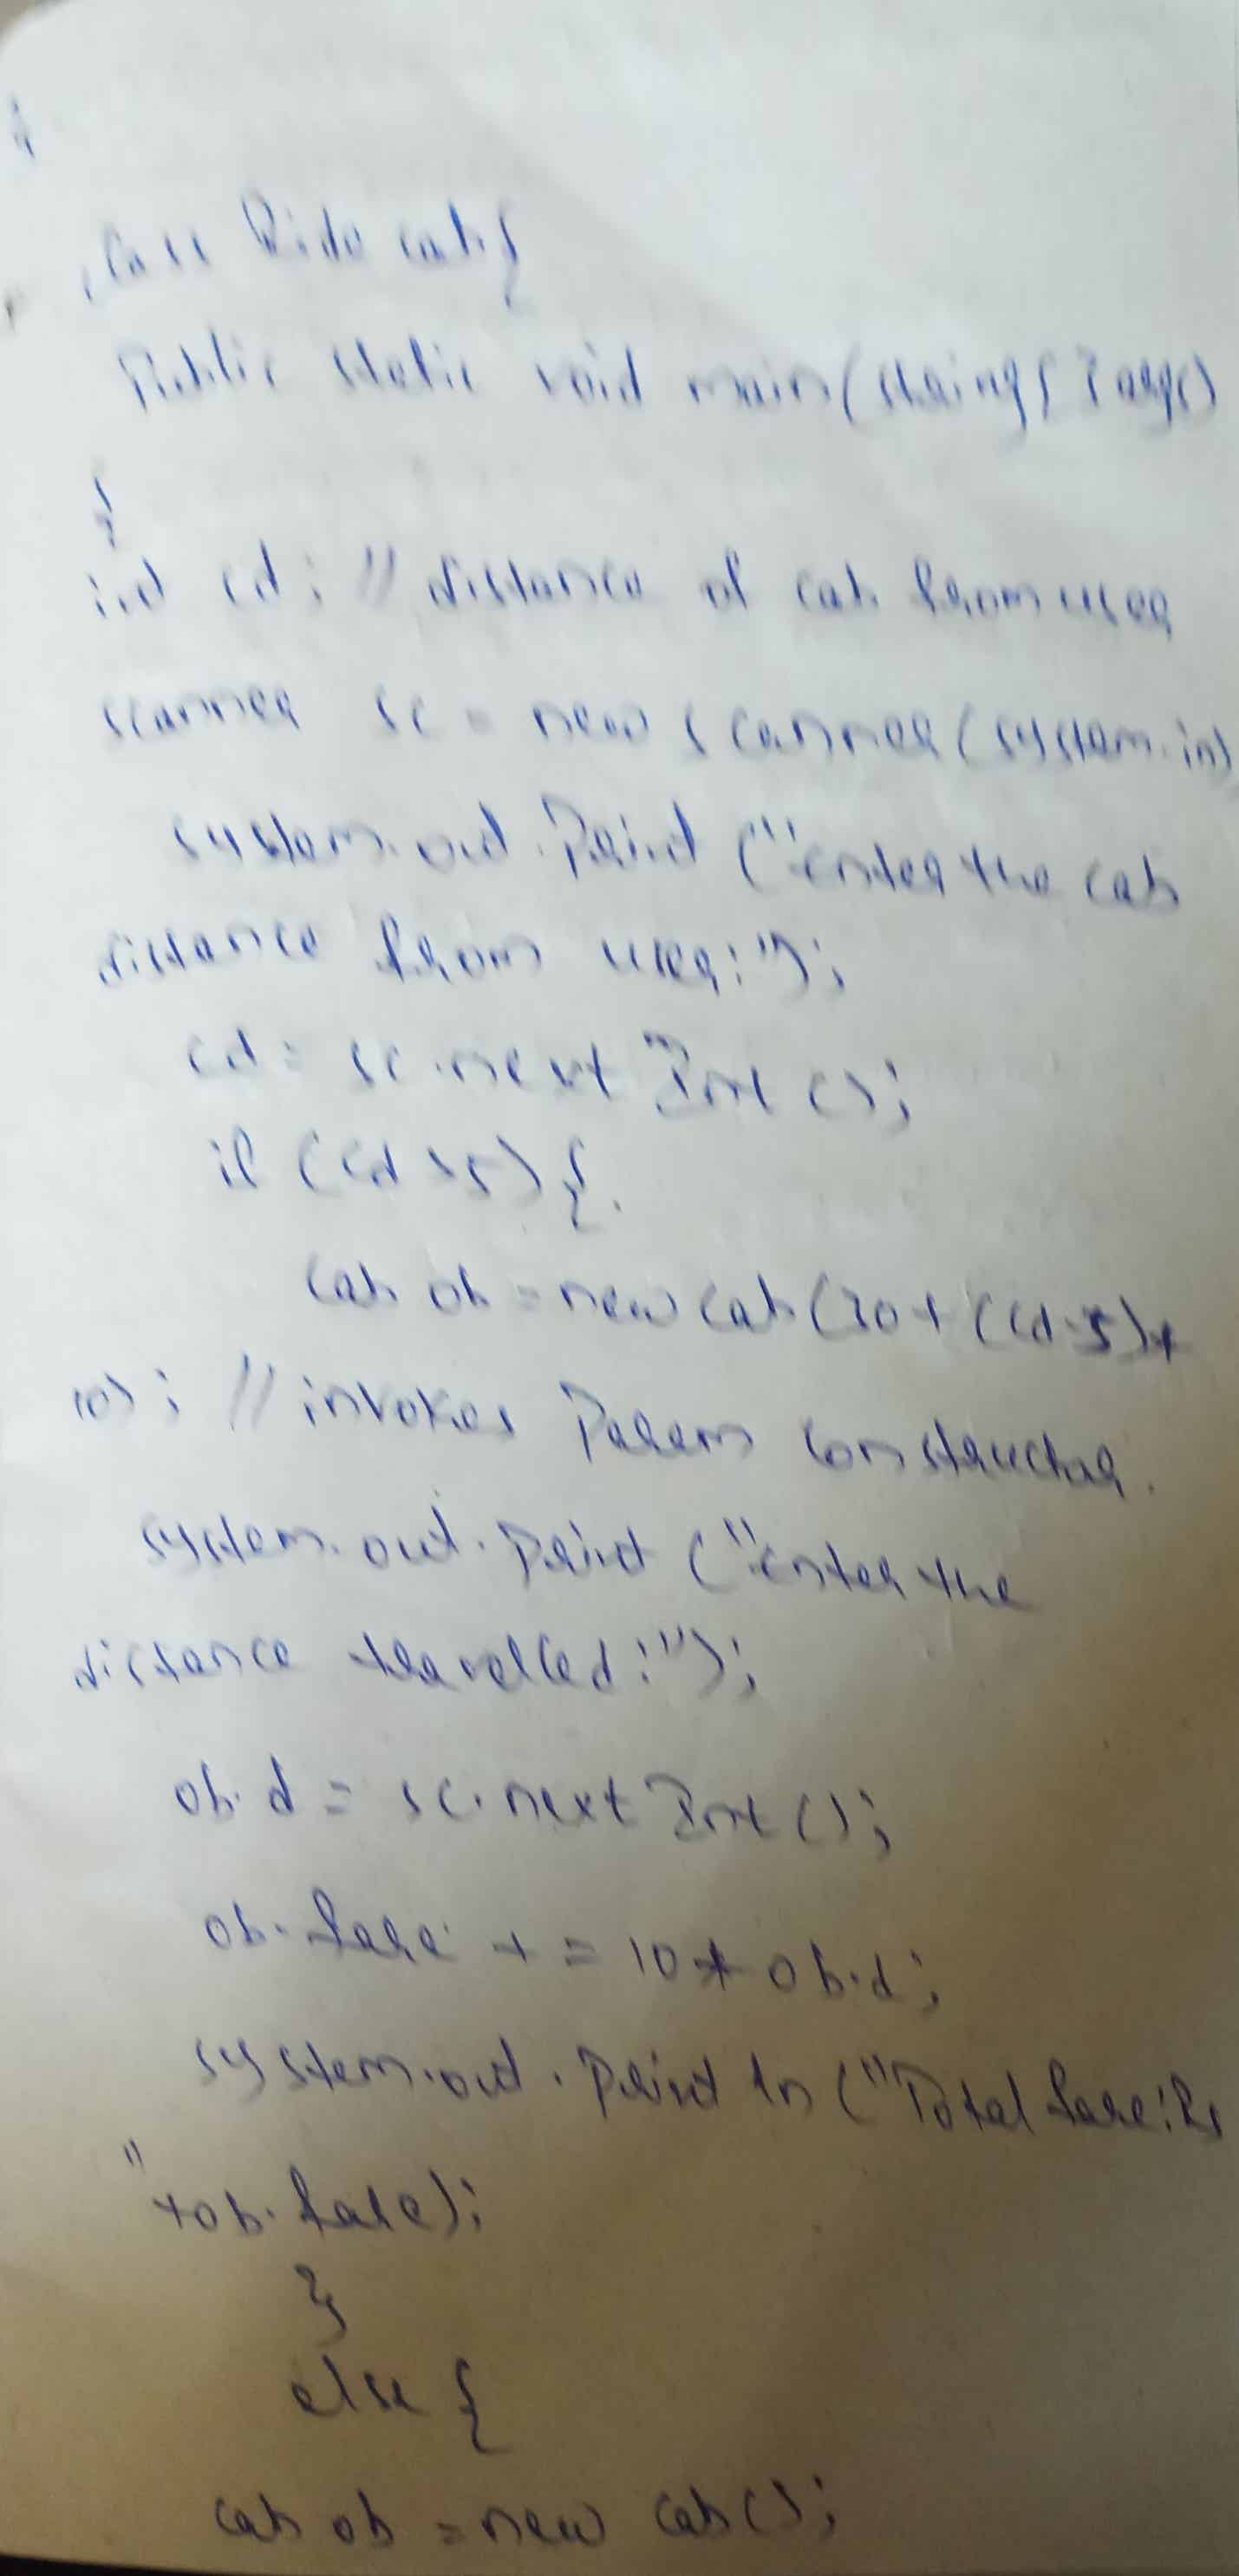 }
class Ride cab {
Public static void main(string[] args)
{
int cd; // distance of cab from user
scanner sc = new scanner(system.in)
system.out.Print ("enter the cab
distance from user:");
cd = sc.next Int ();
if (cd >5) {
cab ob = new cab (30+((cd-5)*
10); // invokes Param constructor.
system.out.print ("enter the
distance travelled:");
ob.d = sc.next Int ();
ob.fare += 10 * ob.d;
system.out.print ln ("Total fare:Rs
"+ob.fare);
}
else {
cab ob = new cab();